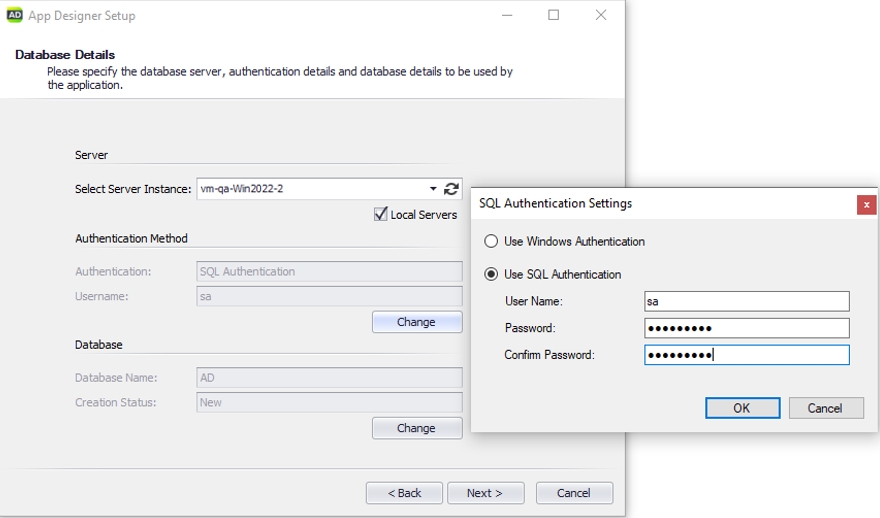 AD App Designer Setup
Database Details
Please specify the database server, authentication details and database details to be used by
the application.
Server
Select Server Instance: vm-qa-Win2022-2
Local Servers
Authentication Method
Authentication: SQL Authentication
Username: sa
Change
Database
Database Name: AD
Creation Status: New
Change
< Back Next > Cancel
SQL Authentication Settings
x
Use Windows Authentication
Use SQL Authentication
User Name: sa
Password: ●●●●●●●●●
Confirm Password: ●●●●●●●●●
OK Cancel